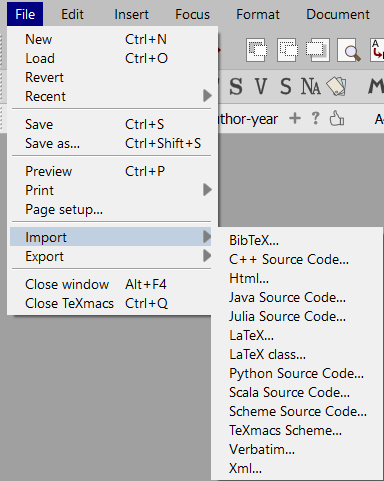 File Edit Insert Focus Format Document
New Ctrl+N
Load Ctrl+O
Revert
Recent
S V S NA
thor-year + ?
Save Ctrl+S
Save as... Ctrl+Shift+S
Preview Ctrl+P
Print
Page setup...
Import
Export
Close window Alt+F4
Close TeXmacs Ctrl+Q
BibTeX...
C++ Source Code...
Html...
Java Source Code...
Julia Source Code...
LaTeX...
LaTeX class...
Python Source Code...
Scala Source Code...
Scheme Source Code...
TeXmacs Scheme...
Verbatim...
Xml...